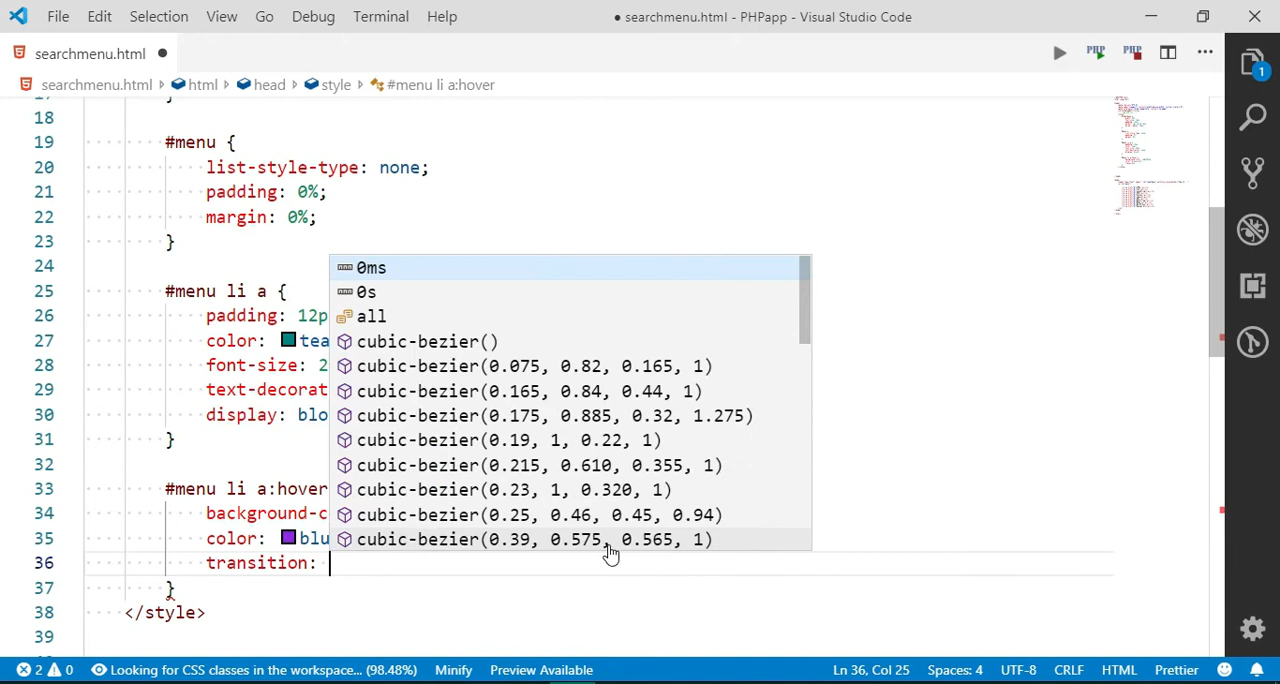 File Edit Selection View Go Debug Terminal Help ● searchmenu.html - PHPapp - Visual Studio Code
searchmenu.html ●
searchmenu.html > html > head > style > #menu li a:hover
18
19 #menu {
20 list-style-type: none;
21 padding: 0%;
22 margin: 0%;
23 }
24
25 #menu li a {
26 padding: 12p
27 color: tea
28 font-size: 2
29 text-decorat
30 display: blo
31 }
32
33 #menu li a:hover
34 background-c
35 color: blu
36 transition:
37 }
38 </style>
39
0ms
0s
all
cubic-bezier()
cubic-bezier(0.075, 0.82, 0.165, 1)
cubic-bezier(0.165, 0.84, 0.44, 1)
cubic-bezier(0.175, 0.885, 0.32, 1.275)
cubic-bezier(0.19, 1, 0.22, 1)
cubic-bezier(0.215, 0.610, 0.355, 1)
cubic-bezier(0.23, 1, 0.320, 1)
cubic-bezier(0.25, 0.46, 0.45, 0.94)
cubic-bezier(0.39, 0.575, 0.565, 1)
PHP PHP
1
2 0 Looking for CSS classes in the workspace... (98.48%) Minify Preview Available Ln 36, Col 25 Spaces: 4 UTF-8 CRLF HTML Prettier